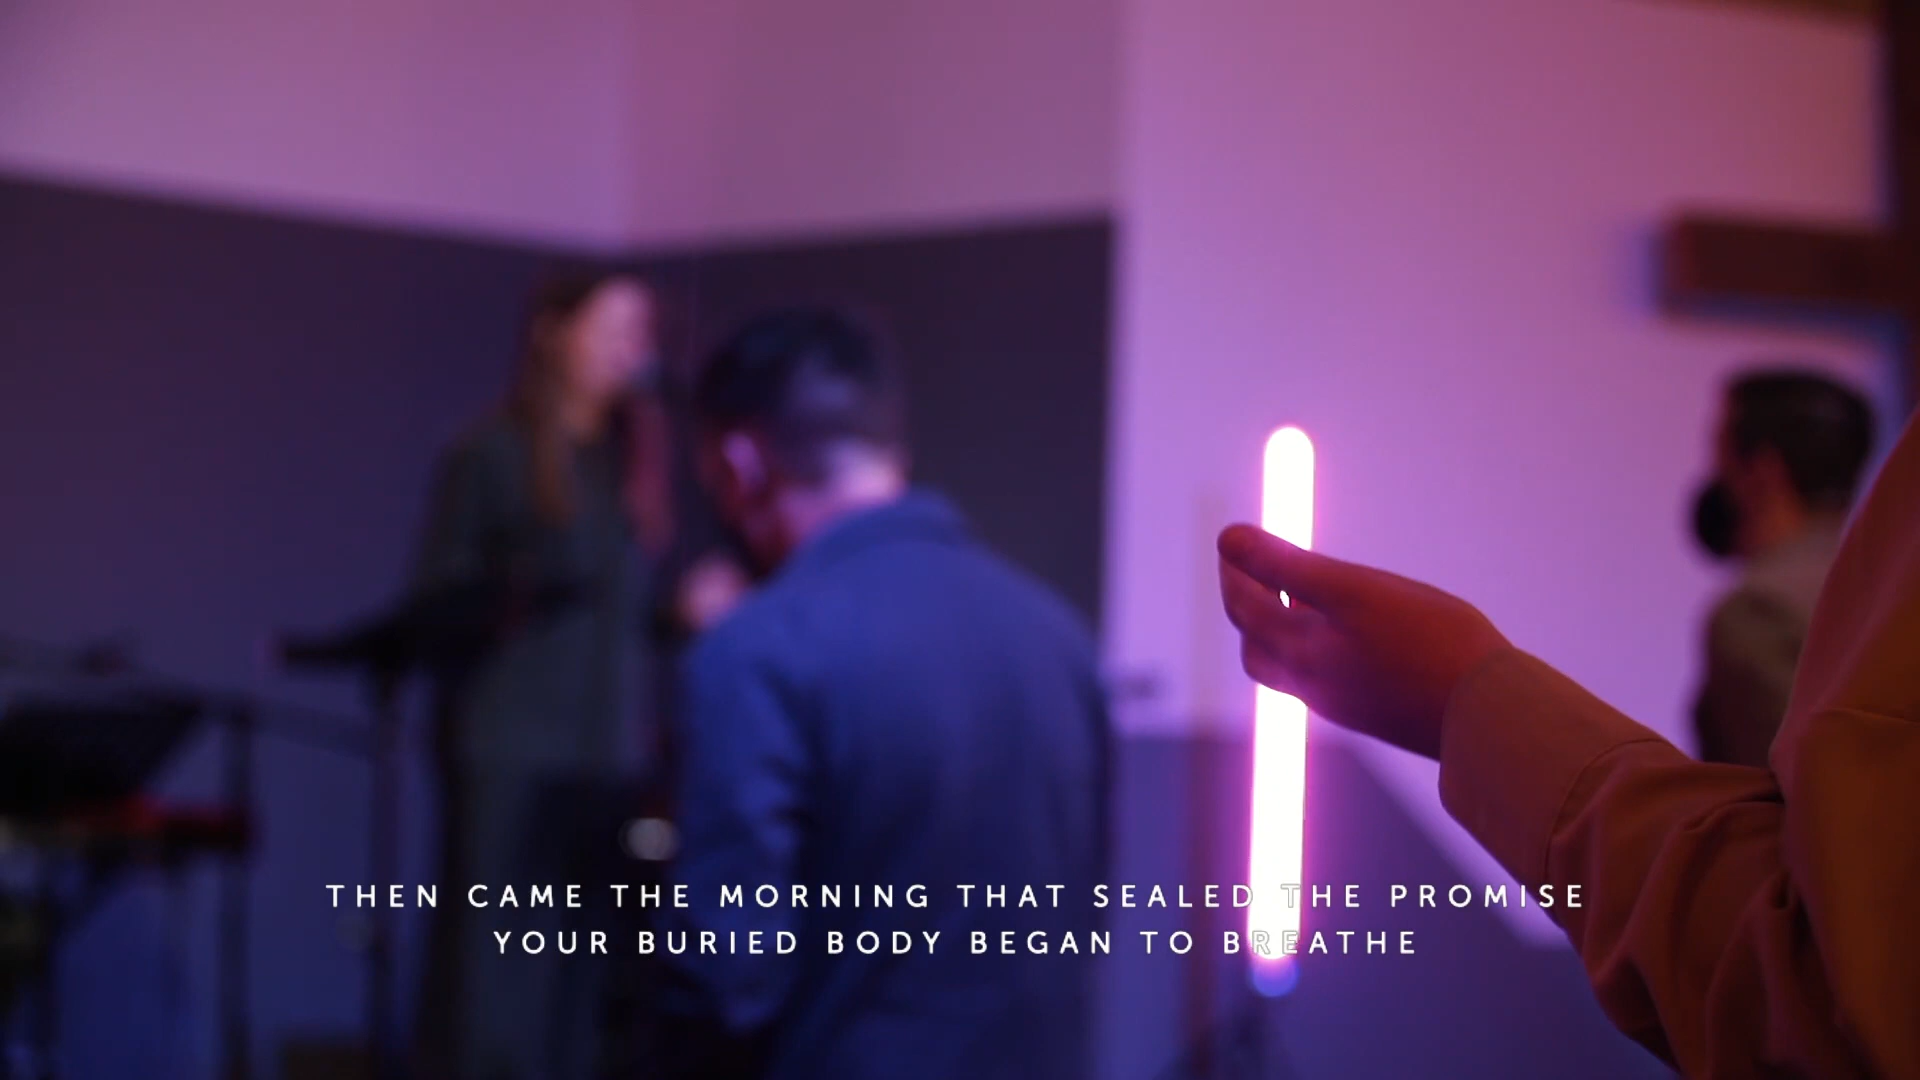 THEN CAME THE MORNING THAT SEALED THE PROMISE
YOUR BURIED BODY BEGAN TO BREATHE